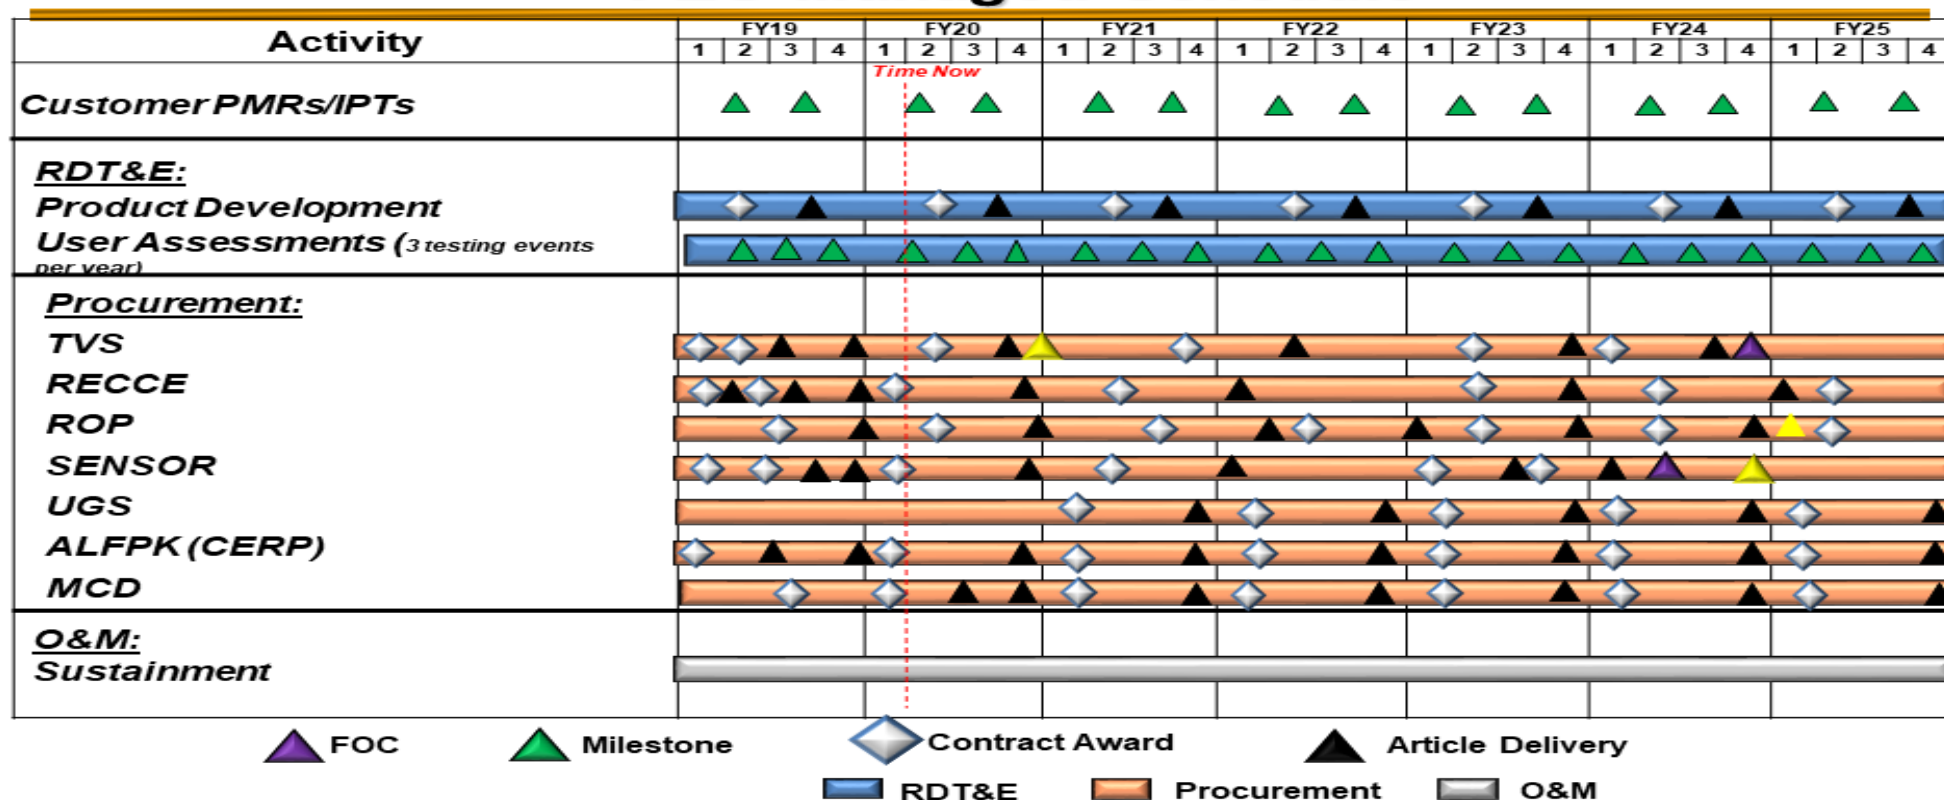 Activity
FY19 FY20 FY21 FY22 FY23 FY24 FY25
1 2 3 4 1 2 3 4 1 2 3 4 1 2 3 4 1 2 3 4 1 2 3 4 1 2 3 4
Time Now
Customer PMRs/IPTs
RDT&E:
Product Development
User Assessments (3 testing events
per year)
Procurement:
TVS
RECCE
ROP
SENSOR
UGS
ALFPK (CERP)
MCD
O&M:
Sustainment
FOC Milestone Contract Award Article Delivery
RDT&E Procurement O&M